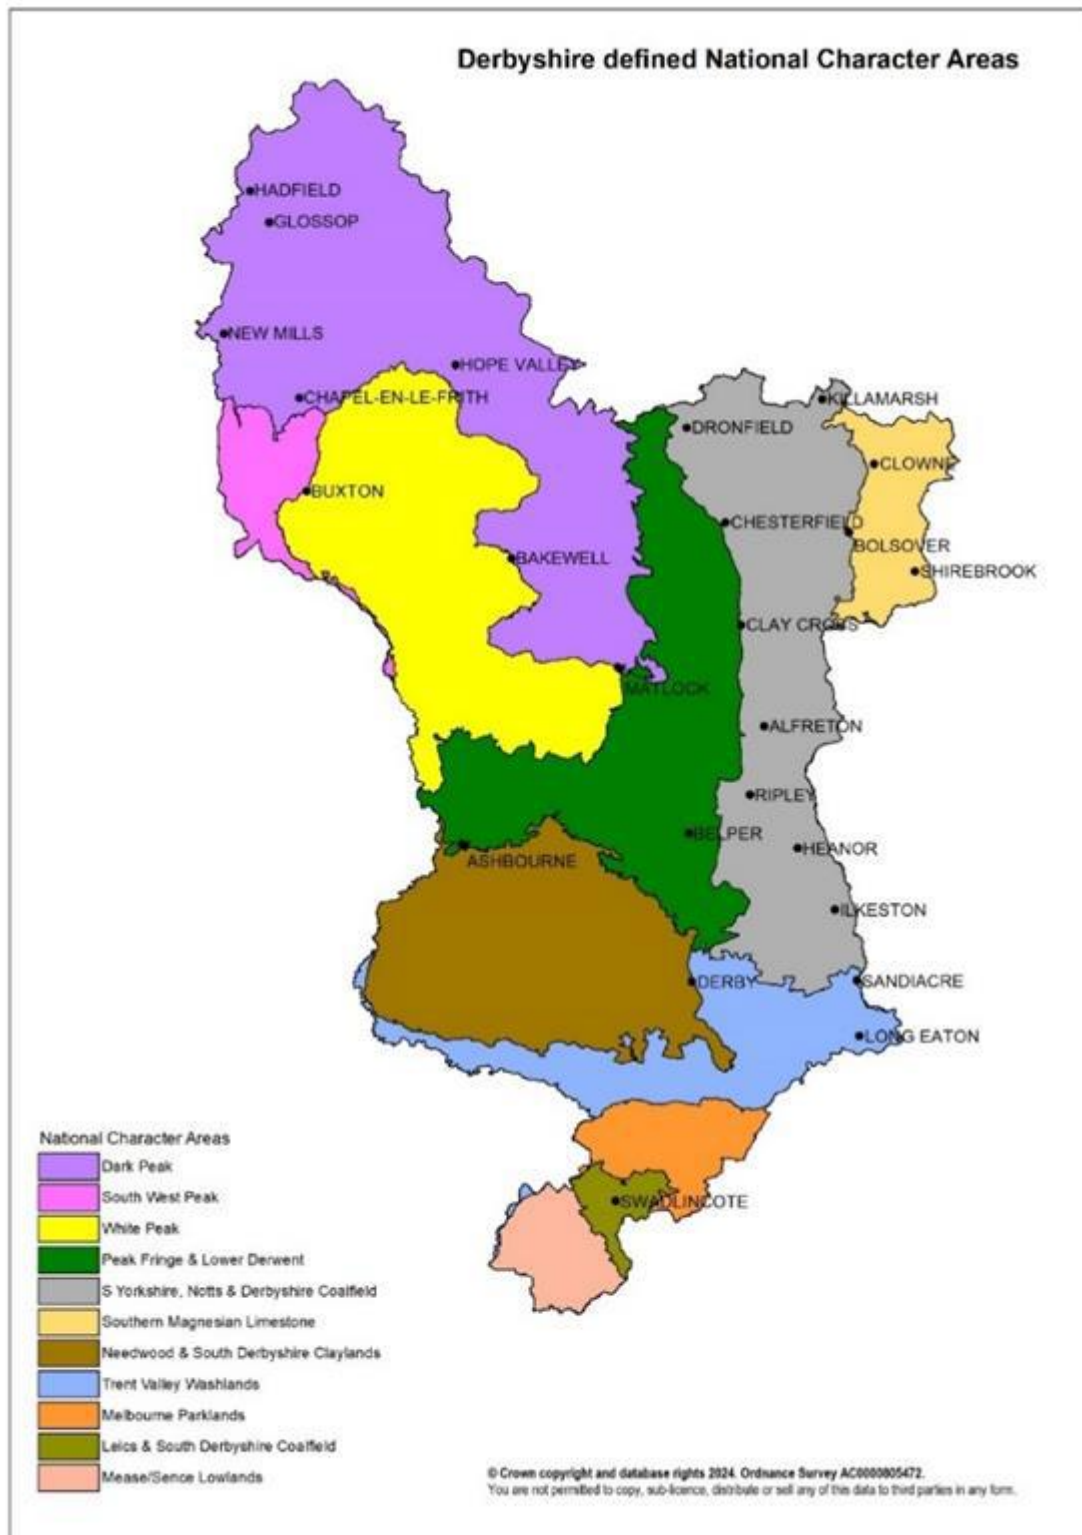 Derbyshire defined National Character Areas
HADFIELD
GLOSSOP
NEW MILLS
HOPE VALLEY
CHAPEL-EN-LE-FRITH
KILLAMARSH
DRONFIELD
CLOWNE
BUXTON
CHESTERFIELD
BOLSOVER
BAKEWELL
SHIREBROOK
CLAY CROSS
MATLOCK
ALFRETON
RIPLEY
BELPER
HEANOR
ASHBOURNE
ILKESTON
DERBY
SANDIACRE
LONG EATON
SWADLINCOTE
National Character Areas
Dark Peak
South West Peak
White Peak
Peak Fringe & Lower Derwent
S Yorkshire, Notts & Derbyshire Coalfield
Southern Magnesian Limestone
Needwood & South Derbyshire Claylands
Trent Valley Washlands
Melbourne Parklands
Leics & South Derbyshire Coalfield
Mease/Sence Lowlands
© Crown copyright and database rights 2024. Ordnance Survey AC0000805472.
You are not permitted to copy, sub-licence, distribute or sell any of this data to third parties in any form.